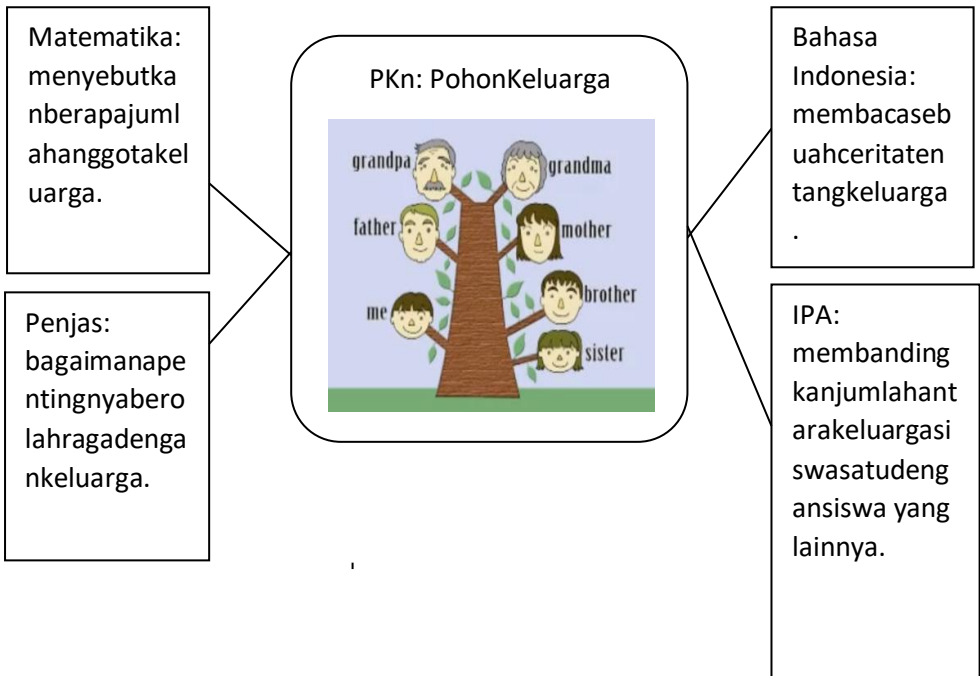 Matematika:
menyebutka
nberapajuml
ahanggotakel
uarga.
Penjas:
bagaimanape
ntingnyabero
lahragadenga
nkeluarga.
PKn: PohonKeluarga
grandpa
grandma
father
mother
me
brother
sister
Bahasa
Indonesia:
membacaseb
uahceritaten
tangkeluarga
.
IPA:
membanding
kanjumlahant
arakeluargasi
swasatudeng
ansiswa yang
lainnya.